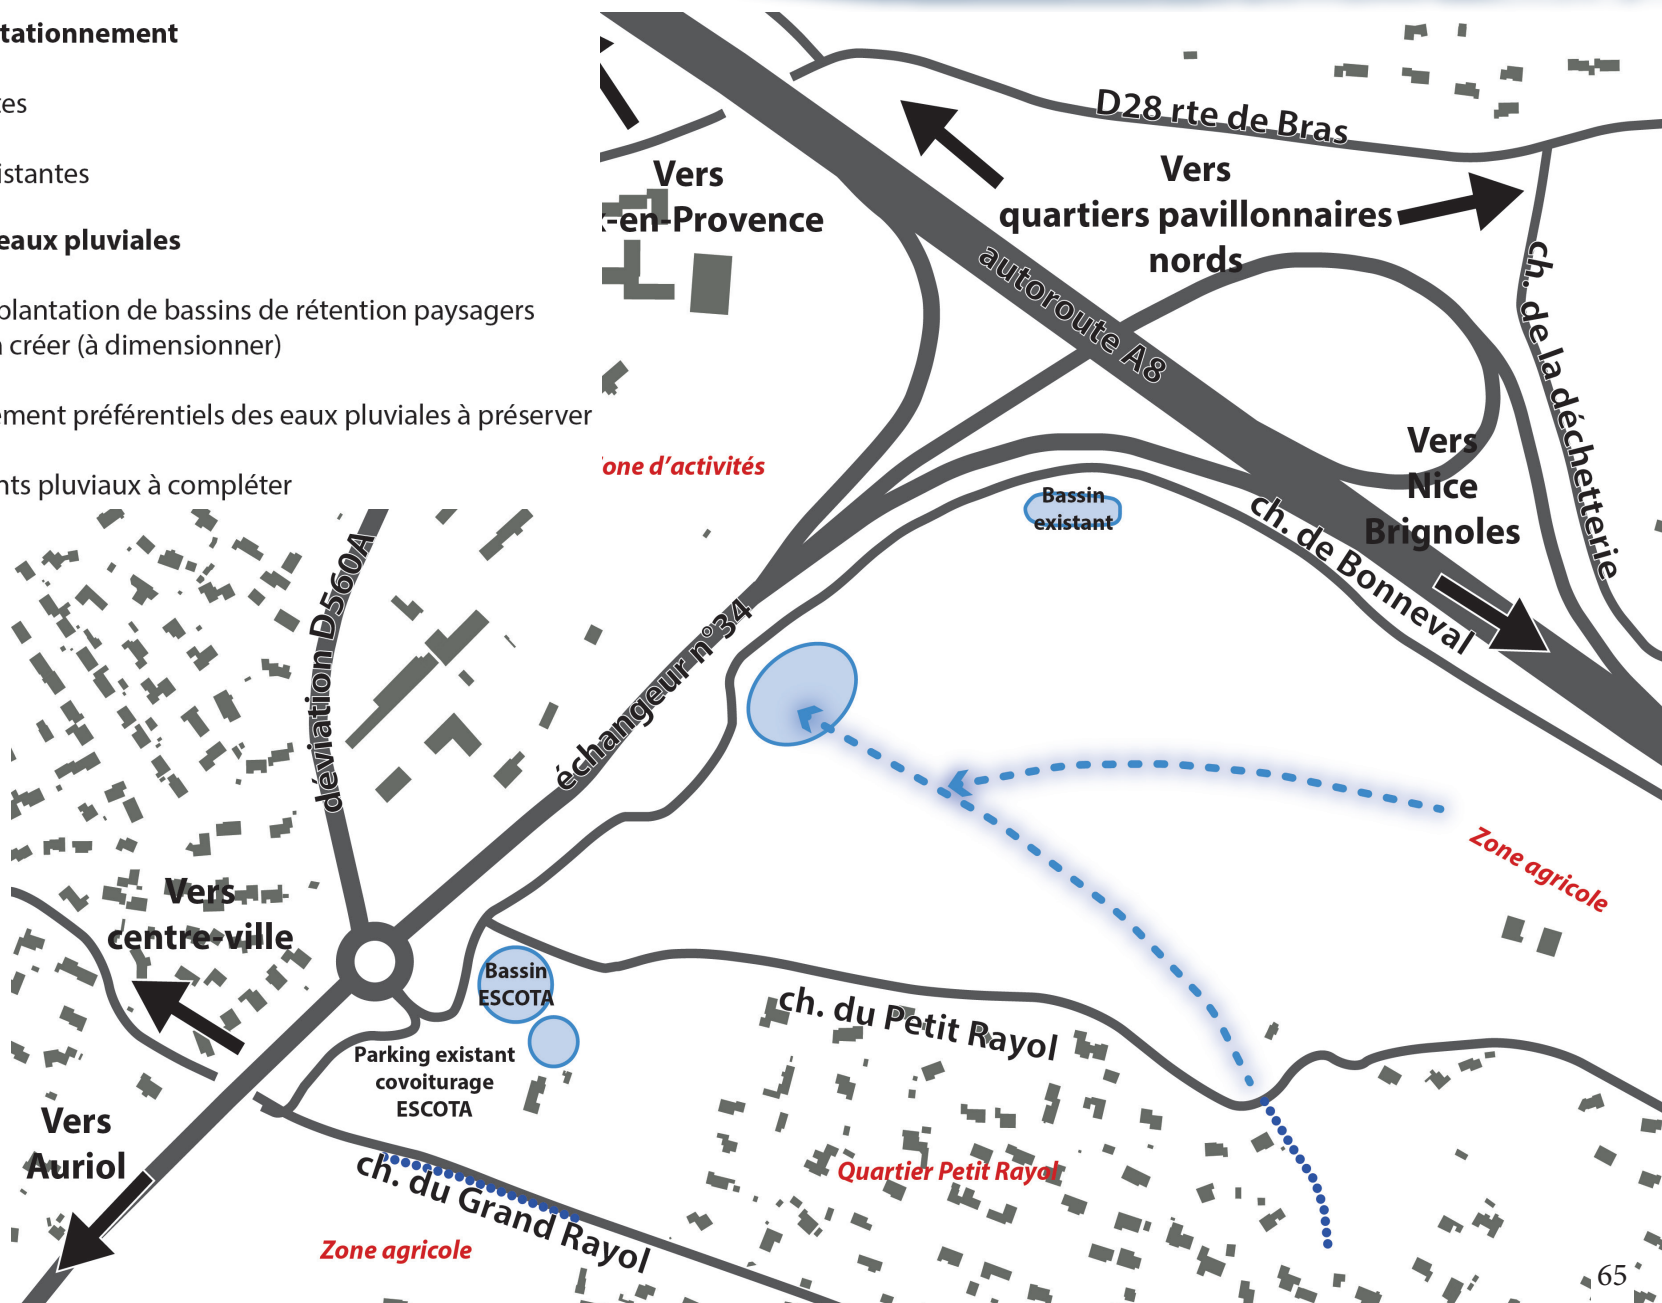 tationnement
tes
istantes
eaux pluviales
plantation de bassins de rétention paysagers
créer (à dimensionner)
ement préférentiels des eaux pluviales à préserver
nts pluviaux à compléter
D28 rte de Bras
Vers
quartiers pavillonnaires
nords
Vers
x-en-Provence
autoroute A8
ch. de la déchetterie
Vers
Nice
Brignoles
one d’activités
Bassin
existant
ch. de Bonneval
déviation D560A
échangeur n°34
Zone agricole
Vers
centre-ville
Bassin
ESCOTA
ch. du Petit Rayol
Parking existant
covoiturage
ESCOTA
Vers
Auriol
ch. du Grand Rayol
Quartier Petit Rayol
Zone agricole
65